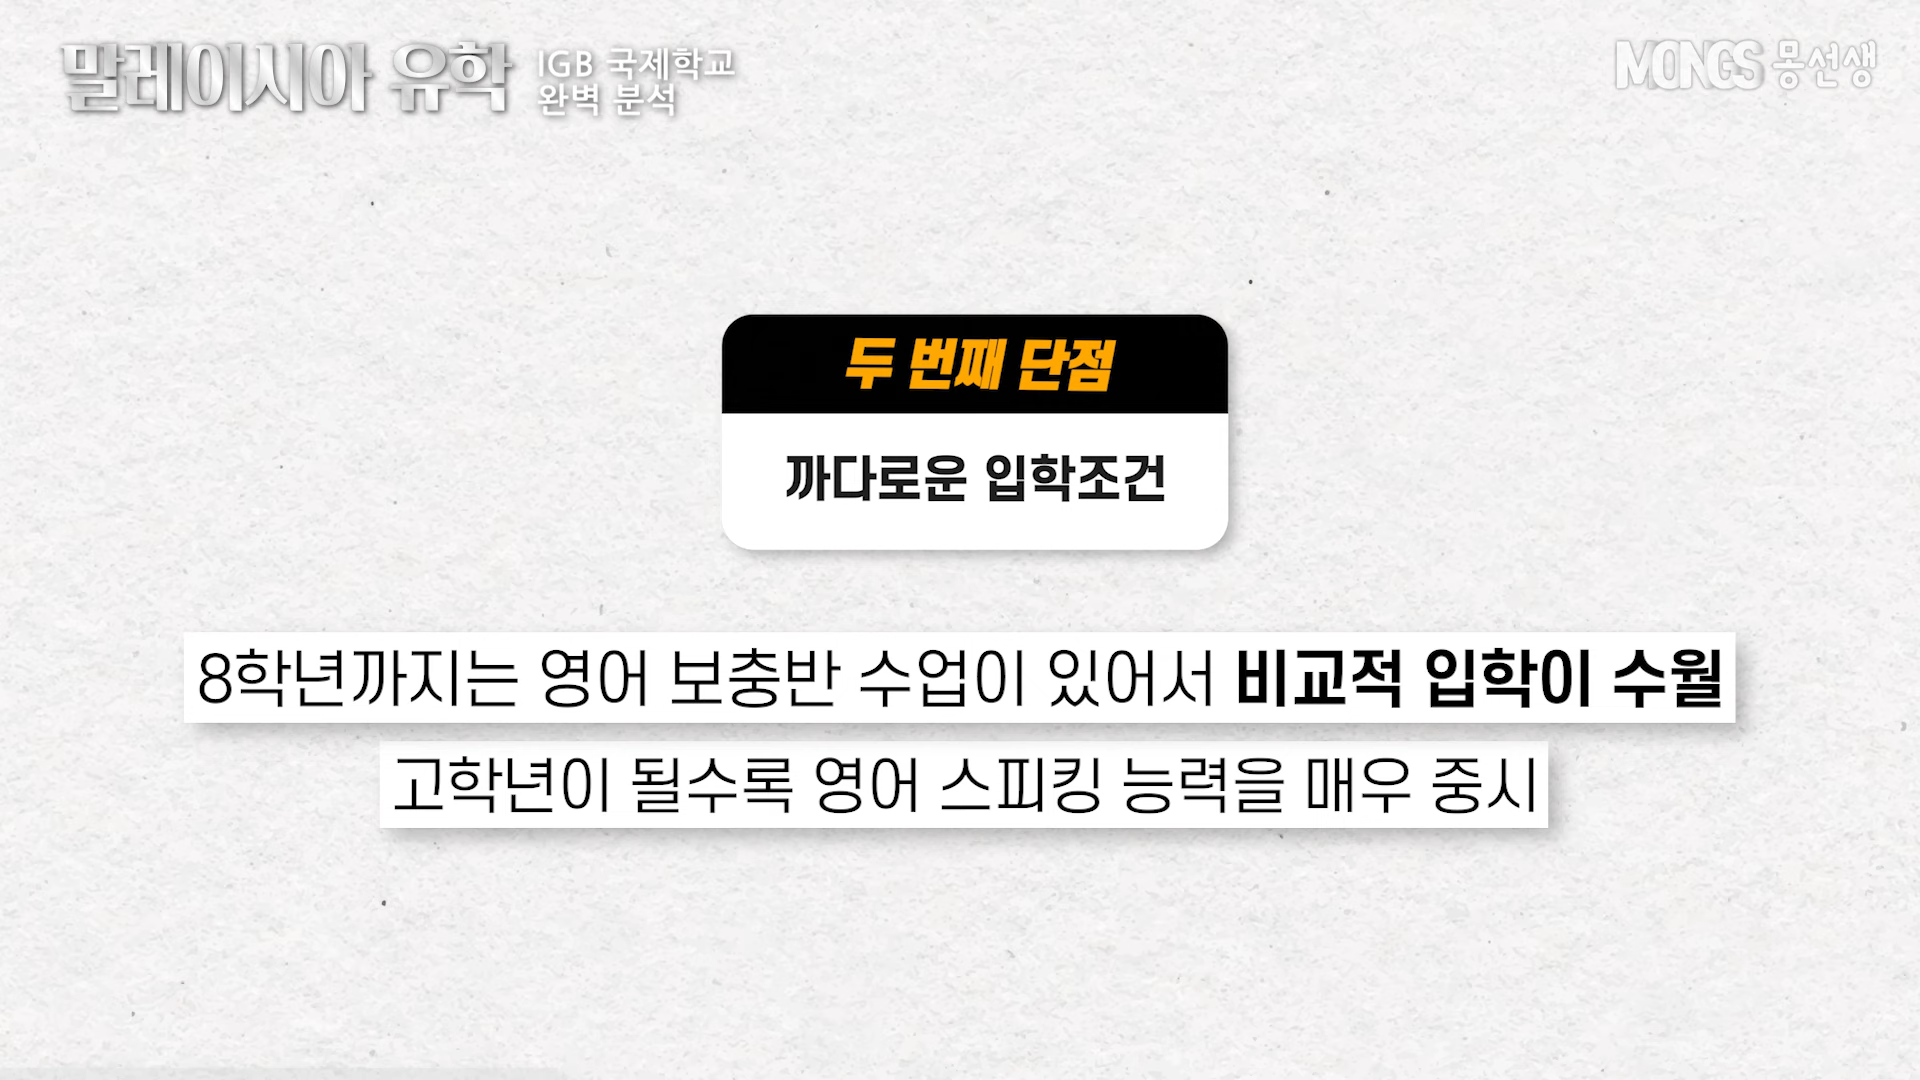 말레이시아 유학
IGB 국제학교
완벽 분석
MONGS 몽선생
두 번째 단점
까다로운 입학조건
8학년까지는 영어 보충반 수업이 있어서 비교적 입학이 수월
고학년이 될수록 영어 스피킹 능력을 매우 중시